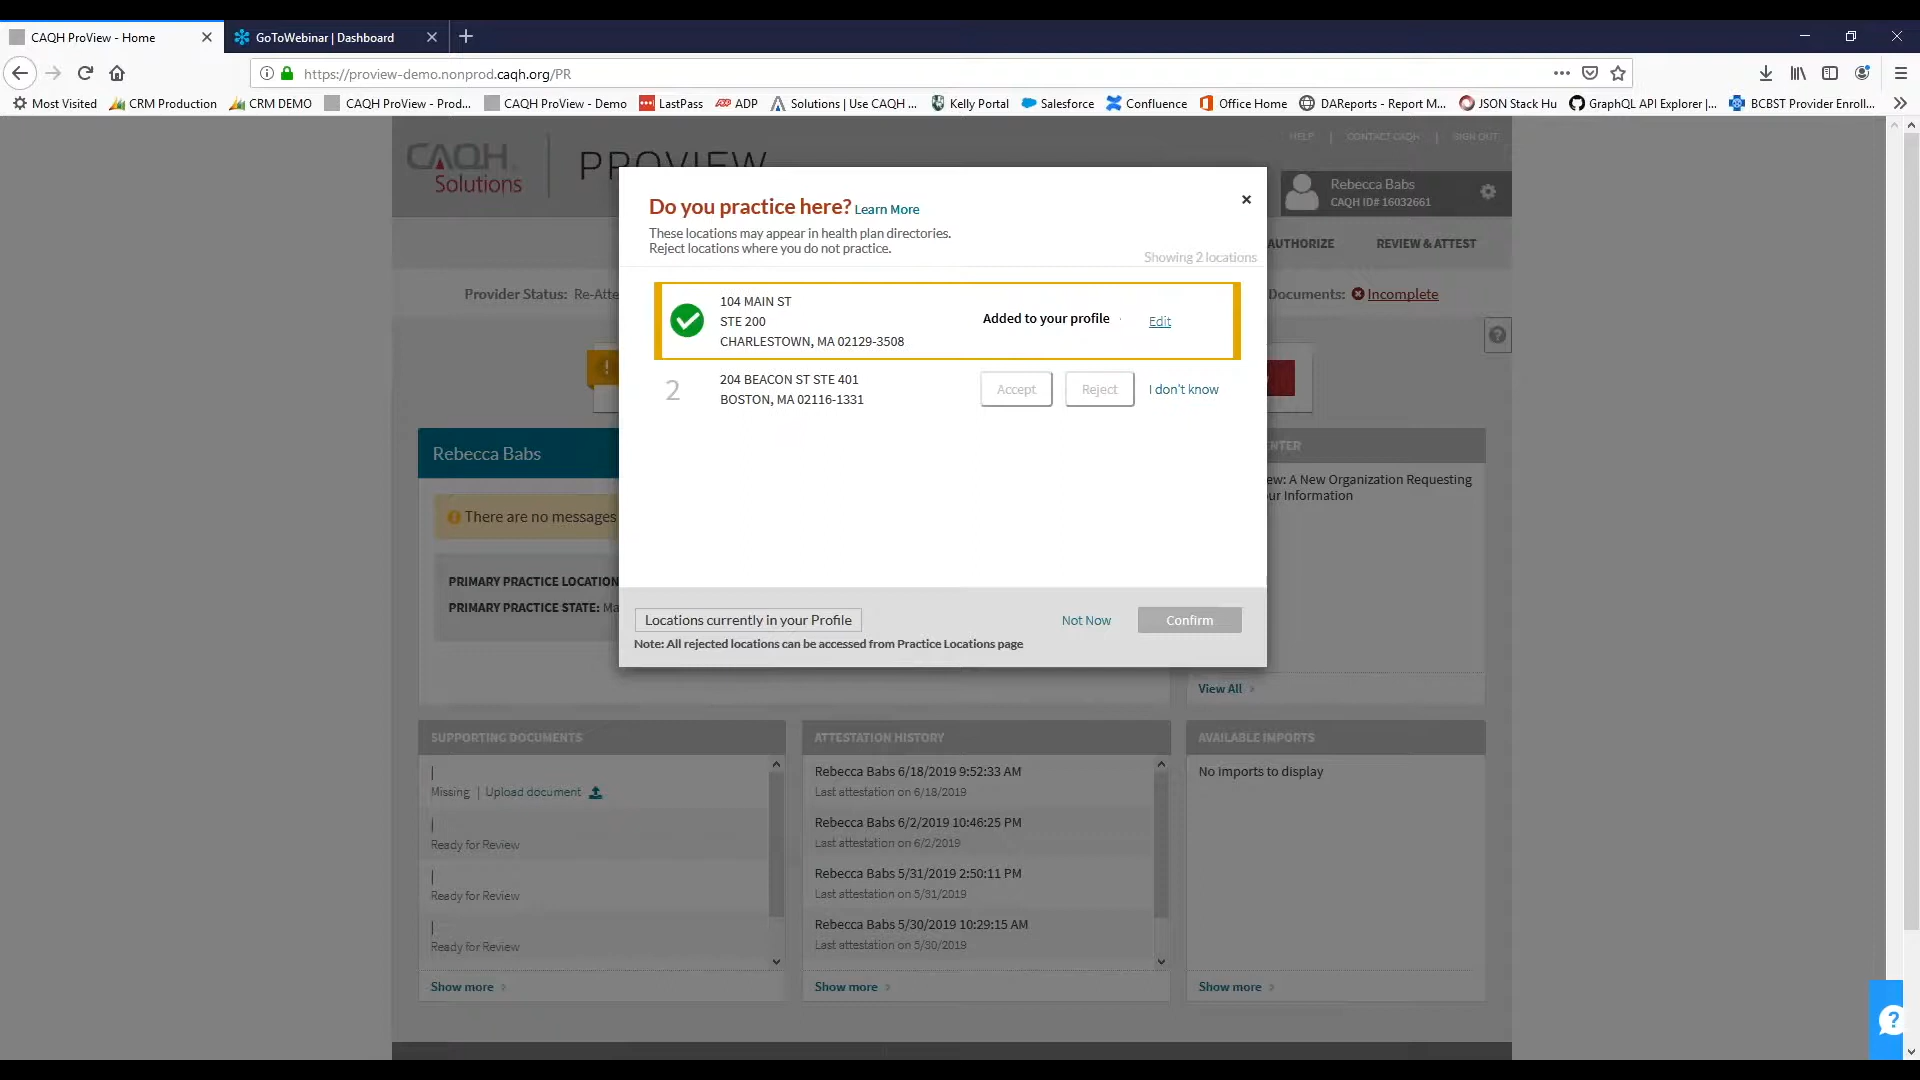 CAQH ProView - Home
GoToWebinar | Dashboard
https://proview-demo.nonprod.caqh.org/PR
Most Visited
CRM Production
CRM DEMO
CAQH ProView - Prod...
CAQH ProView - Demo
LastPass
ADP
Solutions | Use CAQH ...
Kelly Portal
Salesforce
Confluence
Office Home
DAReports - Report M...
JSON Stack Hu
GraphQL API Explorer |...
BCBST Provider Enroll...
HELP | CONTACT CAQH | SIGN OUT
CAQH
Solutions
PROVIEW
Rebecca Babs
CAQH ID# 16032661
AUTHORIZE
REVIEW & ATTEST
Provider Status: Re-Atte
Documents: Incomplete
Do you practice here? Learn More
These locations may appear in health plan directories.
Reject locations where you do not practice.
Showing 2 locations
104 MAIN ST
STE 200
CHARLESTOWN, MA 02129-3508
Added to your profile
Edit
2
204 BEACON ST STE 401
BOSTON, MA 02116-1331
Accept
Reject
I don't know
Locations currently in your Profile
Not Now
Confirm
Note: All rejected locations can be accessed from Practice Locations page
Rebecca Babs
There are no messages
PRIMARY PRACTICE LOCATION
PRIMARY PRACTICE STATE: Ma
ENTER
ew: A New Organization Requesting
ur Information
View All
SUPPORTING DOCUMENTS
Missing | Upload document
Ready for Review
Ready for Review
Ready for Review
Show more
ATTESTATION HISTORY
Rebecca Babs 6/18/2019 9:52:33 AM
Last attestation on 6/18/2019
Rebecca Babs 6/2/2019 10:46:25 PM
Last attestation on 6/2/2019
Rebecca Babs 5/31/2019 2:50:11 PM
Last attestation on 5/31/2019
Rebecca Babs 5/30/2019 10:29:15 AM
Last attestation on 5/30/2019
Show more
AVAILABLE IMPORTS
No imports to display
Show more